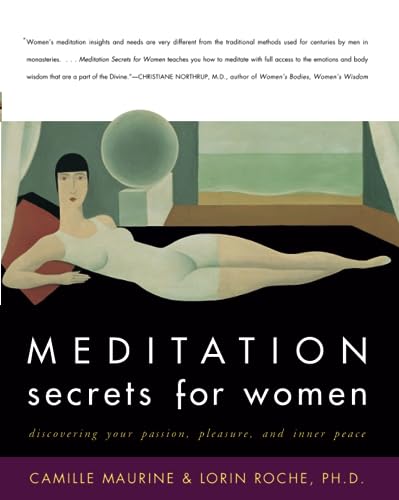 "Women's meditation insights and needs are very different from the traditional methods used for centuries by men in
monasteries. . . . Meditation Secrets for Women teaches you how to meditate with full access to the emotions and body
wisdom that are a part of the Divine."—CHRISTIANE NORTHRUP, M.D., author of Women's Bodies, Women's Wisdom
MEDITATION
secrets for women
discovering your passion, pleasure, and inner peace
CAMILLE MAURINE & LORIN ROCHE, PH.D.